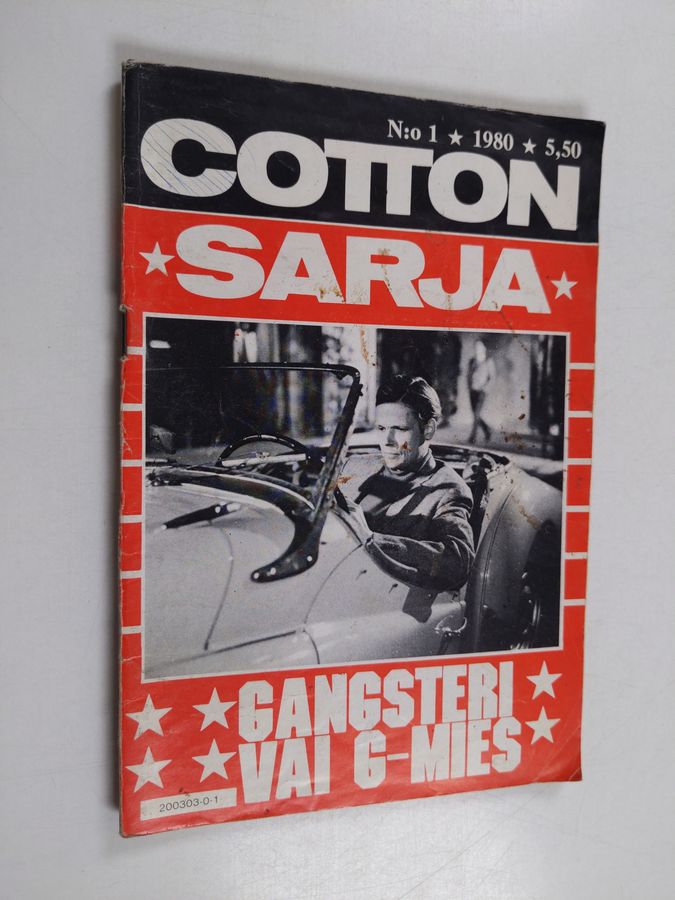 N:o 1 ★ 1980 ★ 5,50
COTTON
★ SARJA ★
GANGSTERI
VAI G-MIES
200303-0-1